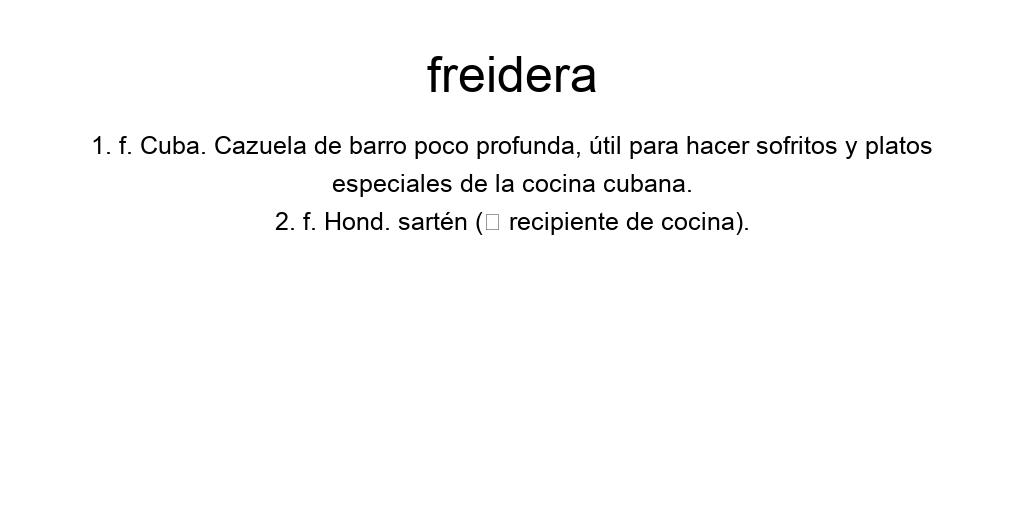 freidera
1. f. Cuba. Cazuela de barro poco profunda, útil para hacer sofritos y platos
especiales de la cocina cubana.
2. f. Hond. sartén (□ recipiente de cocina).